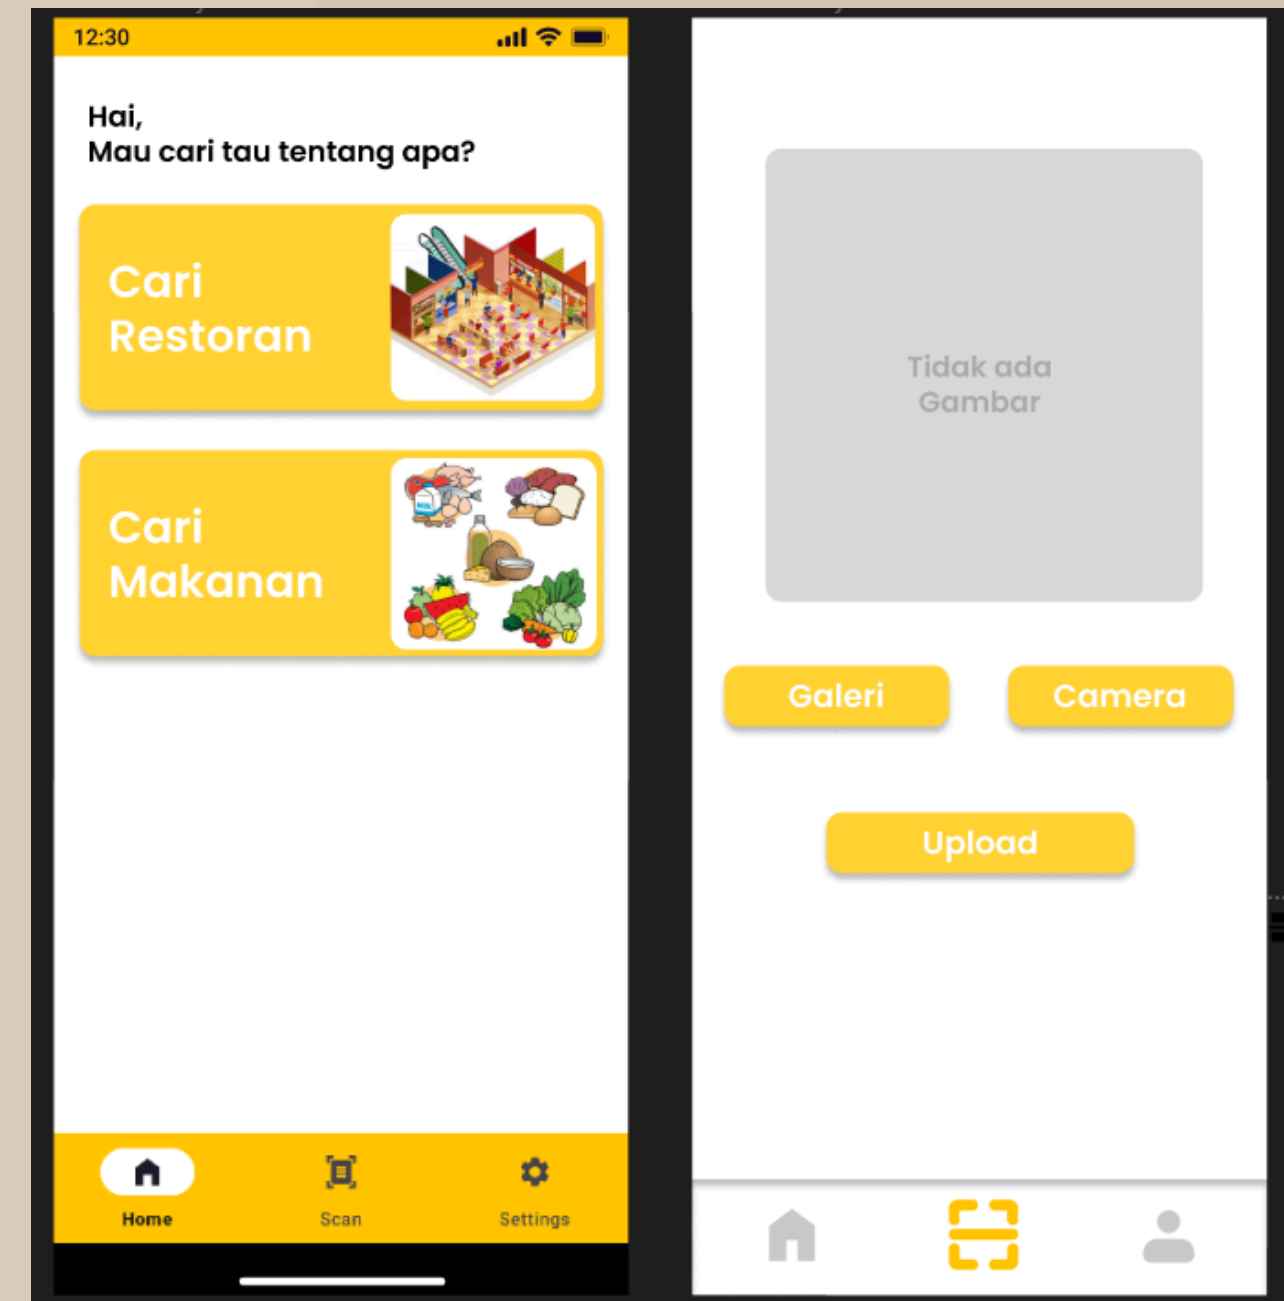 12:30
Hai,
Mau cari tau tentang apa?
Cari
Restoran
Cari
Makanan
Home
Scan
Settings
Tidak ada
Gambar
Galeri
Camera
Upload